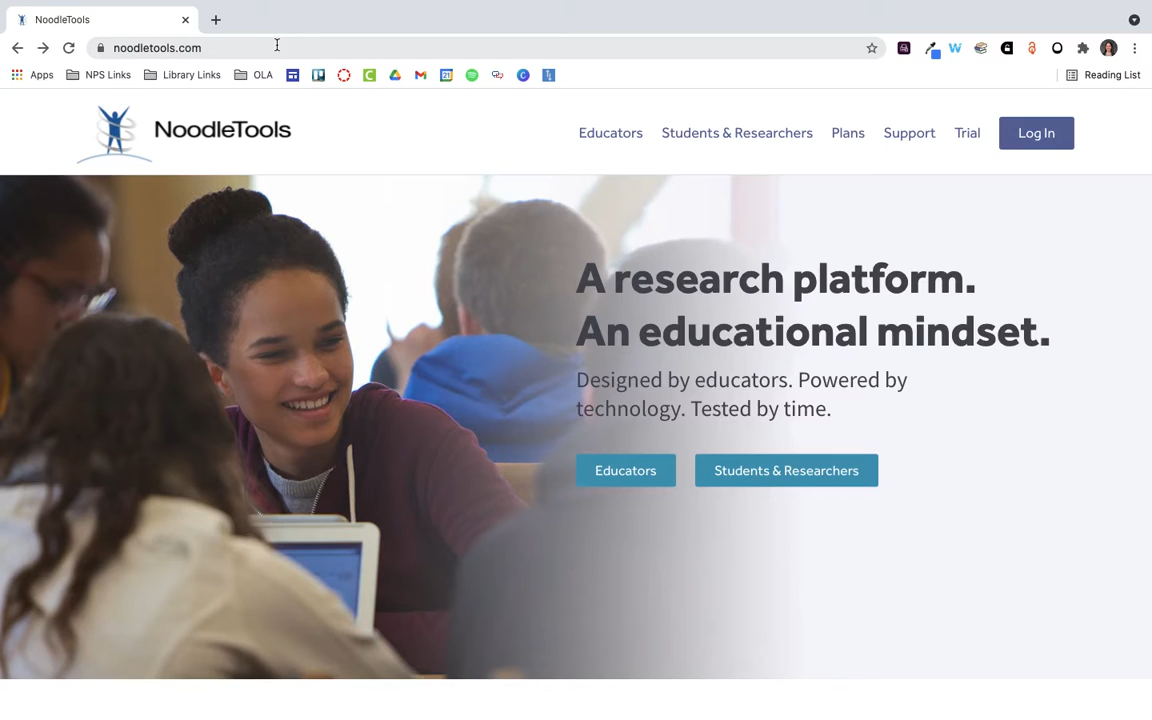 NoodleTools
noodletools.com
Apps NPS Links Library Links OLA Reading List
NoodleTools
Educators Students & Researchers Plans Support Trial Log In
A research platform.
An educational mindset.
Designed by educators. Powered by
technology. Tested by time.
Educators Students & Researchers